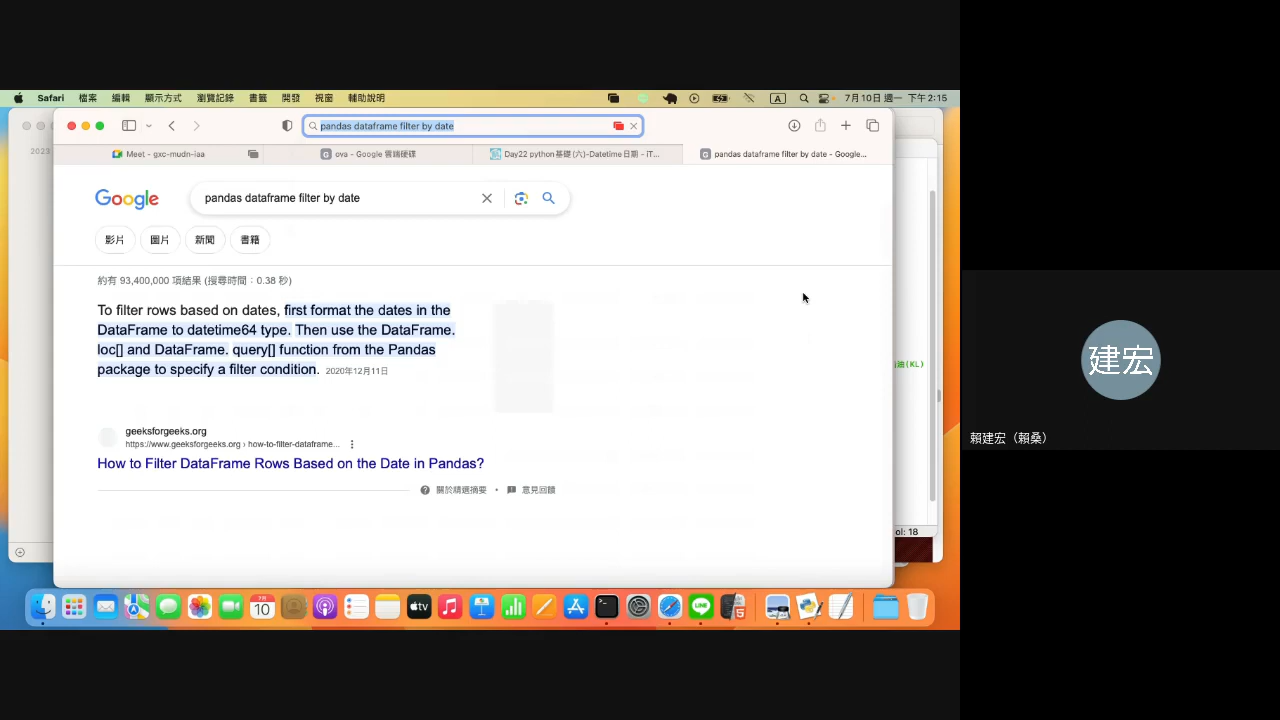 Safari 檔案 編輯 顯示方式 瀏覽記錄 書籤 開發 視窗 輔助說明 A 7月10日 週一 下午2:15
pandas dataframe filter by date
2023
Meet - gxc-mudn-iaa
ova - Google 雲端硬碟
Day22 python基礎(六)-Datetime日期 - iT...
pandas dataframe filter by date - Google...
Google
pandas dataframe filter by date
影片 圖片 新聞 書籍
約有 93,400,000 項結果 (搜尋時間：0.38 秒)
To filter rows based on dates, first format the dates in the
DataFrame to datetime64 type. Then use the DataFrame.
loc[] and DataFrame. query[] function from the Pandas
package to specify a filter condition. 2020年12月11日
油(KL)
geeksforgeeks.org
https://www.geeksforgeeks.org › how-to-filter-dataframe...
How to Filter DataFrame Rows Based on the Date in Pandas?
關於精選摘要 • 意見回饋
ol: 18
7月
10
tv
5
LINE
建宏
賴建宏（賴桑）